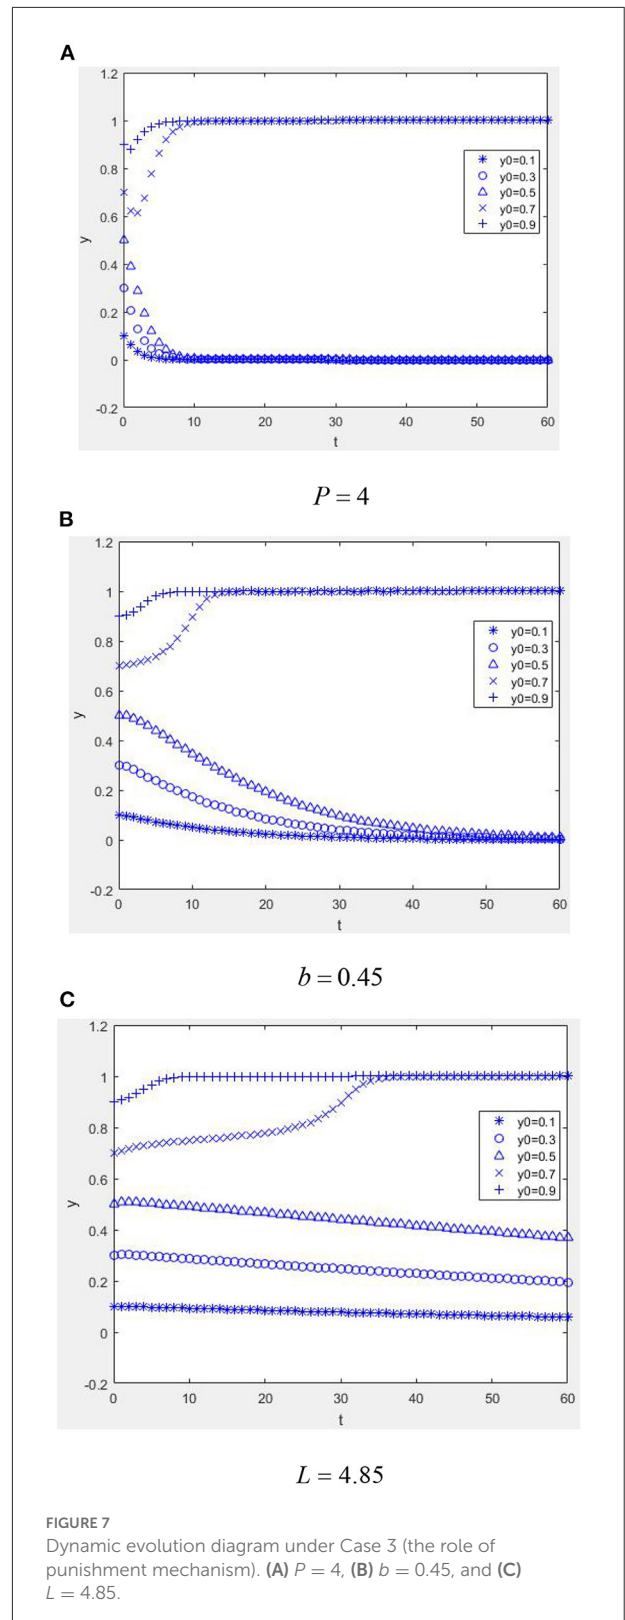 A
1.2
1
0.8
0.6
0.4
0.2
0
-0.2
y
0 10 20 30 40 50 60
t
y0=0.1
y0=0.3
y0=0.5
y0=0.7
y0=0.9
P = 4
B
1.2
1
0.8
0.6
0.4
0.2
0
-0.2
y
0 10 20 30 40 50 60
t
y0=0.1
y0=0.3
y0=0.5
y0=0.7
y0=0.9
b = 0.45
C
1.2
1
0.8
0.6
0.4
0.2
0
-0.2
y
0 10 20 30 40 50 60
t
y0=0.1
y0=0.3
y0=0.5
y0=0.7
y0=0.9
L = 4.85
FIGURE 7
Dynamic evolution diagram under Case 3 (the role of
punishment mechanism). (A) P = 4, (B) b = 0.45, and (C)
L = 4.85.